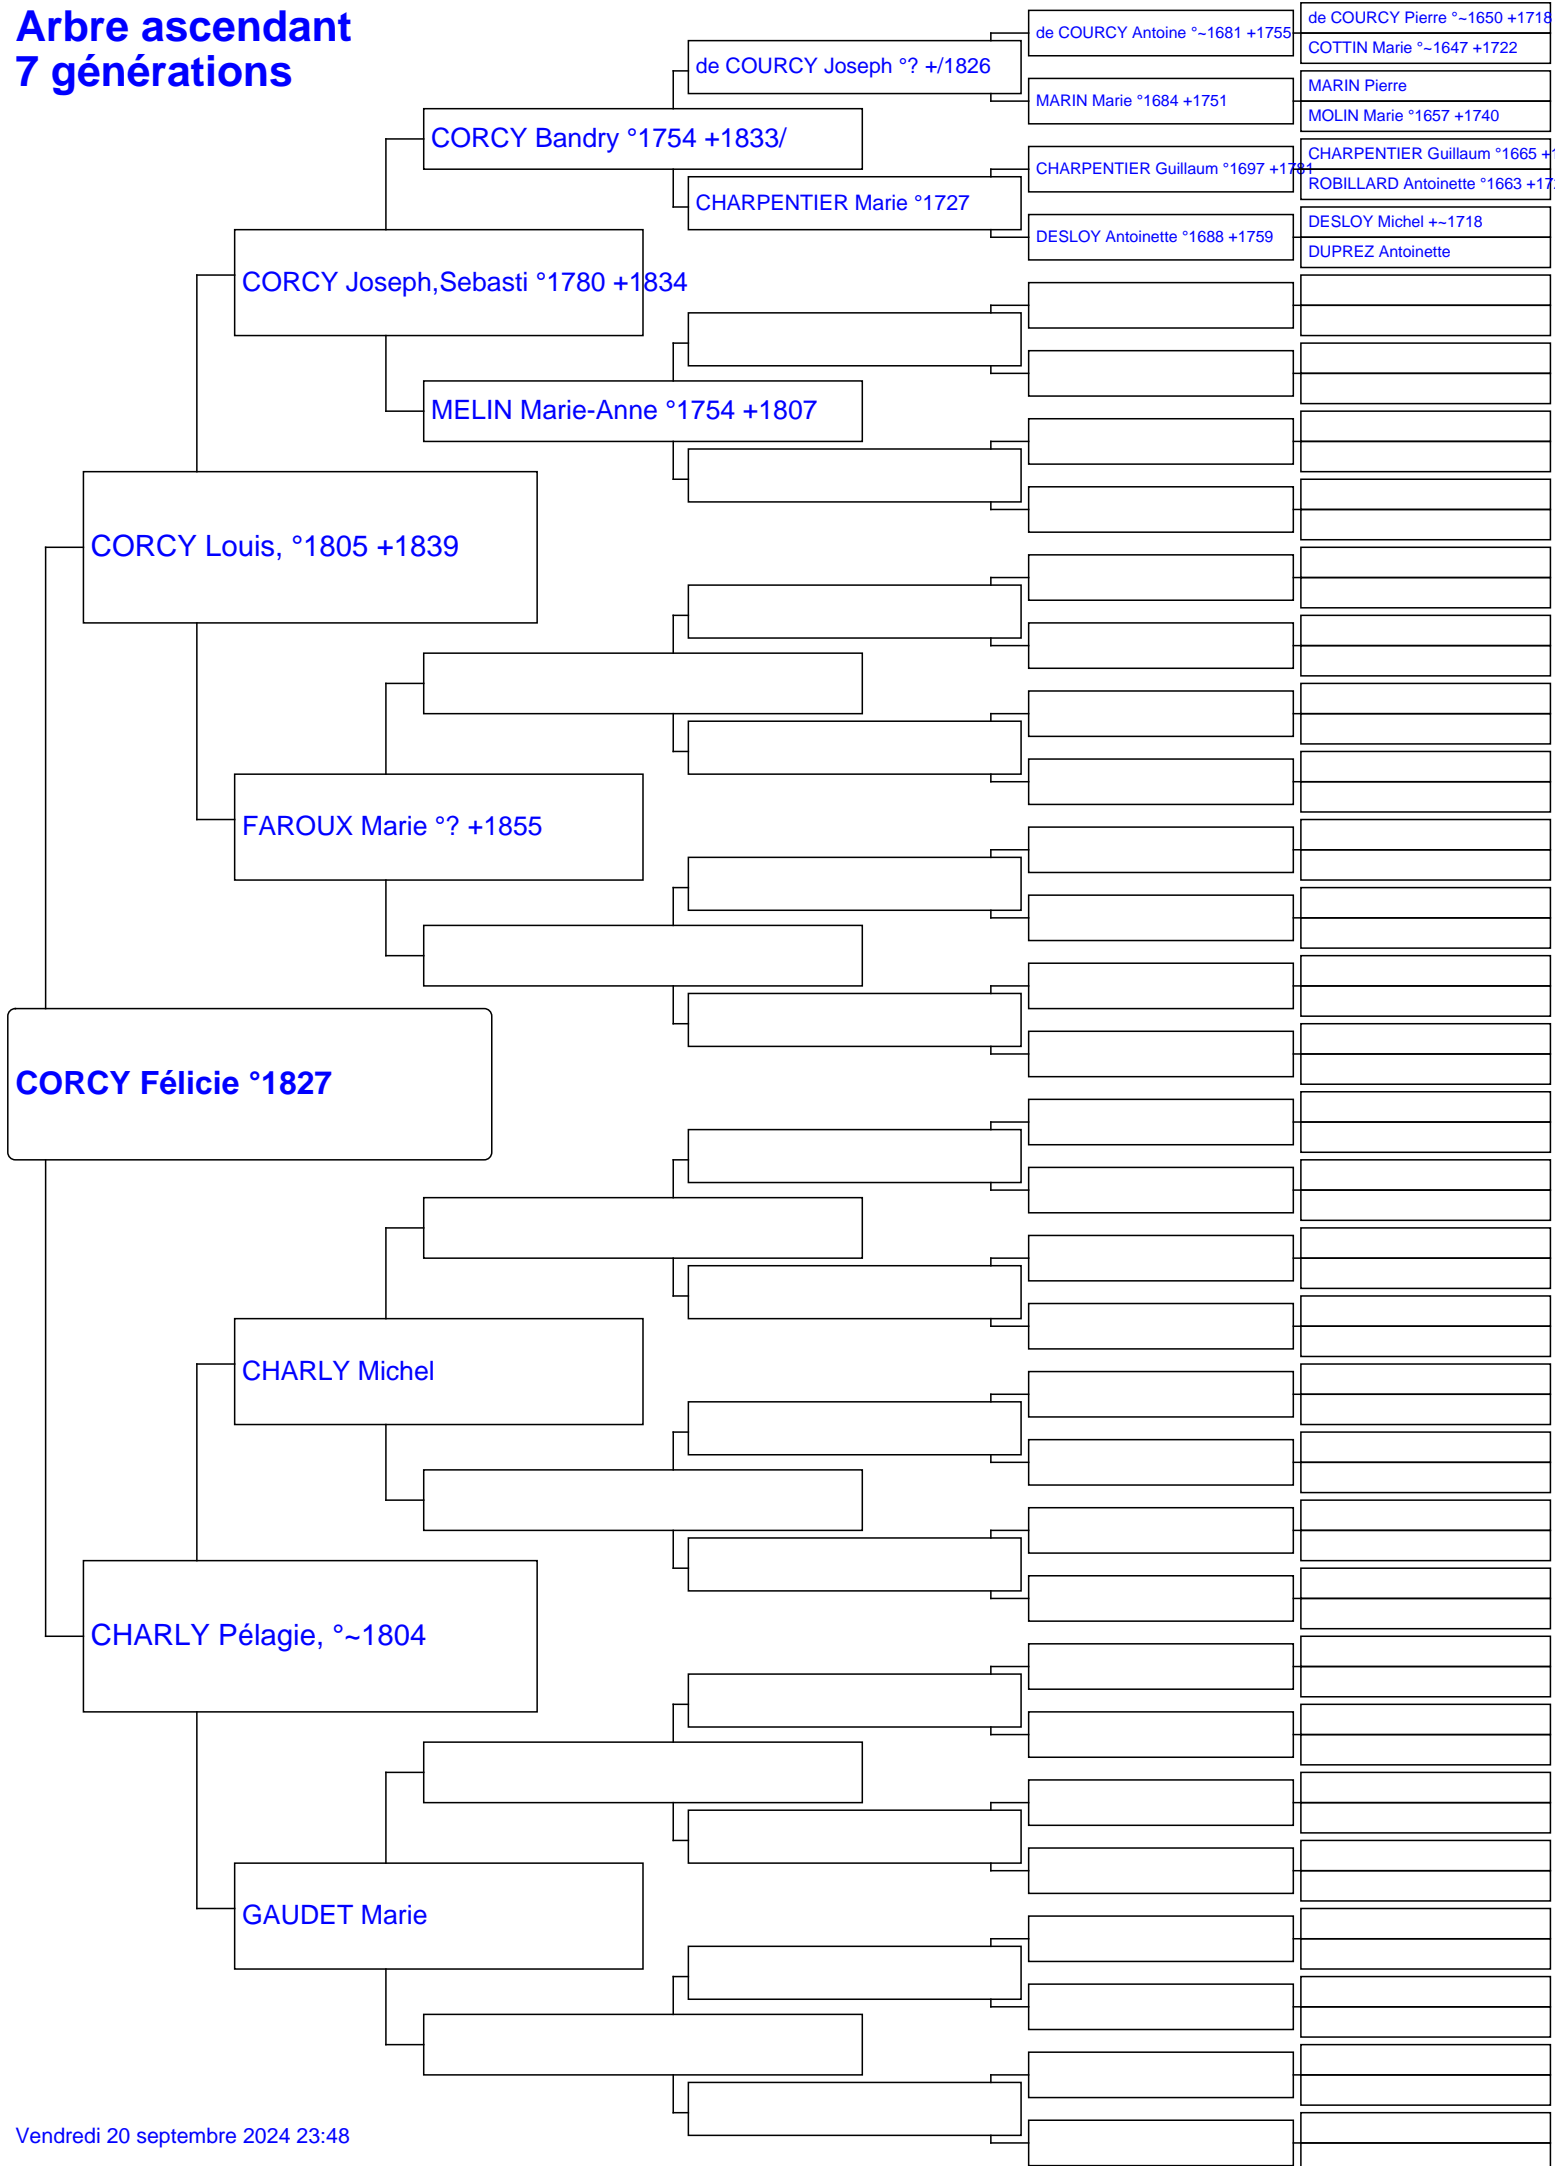 Arbre ascendant
7 générations
de COURCY Antoine °~1681 +1755
de COURCY Pierre °~1650 +1718
COTTIN Marie °~1647 +1722
de COURCY Joseph °? +/1826
MARIN Marie °1684 +1751
MARIN Pierre
MOLIN Marie °1657 +1740
CORCY Bandry °1754 +1833/
CHARPENTIER Guillaum °1697 +1781
CHARPENTIER Guillaum °1665 +1
ROBILLARD Antoinette °1663 +17
CHARPENTIER Marie °1727
DESLOY Antoinette °1688 +1759
DESLOY Michel +~1718
DUPREZ Antoinette
CORCY Joseph,Sebasti °1780 +1834
MELIN Marie-Anne °1754 +1807
CORCY Louis, °1805 +1839
FAROUX Marie °? +1855
CORCY Félicie °1827
CHARLY Michel
CHARLY Pélagie, °~1804
GAUDET Marie
Vendredi 20 septembre 2024 23:48